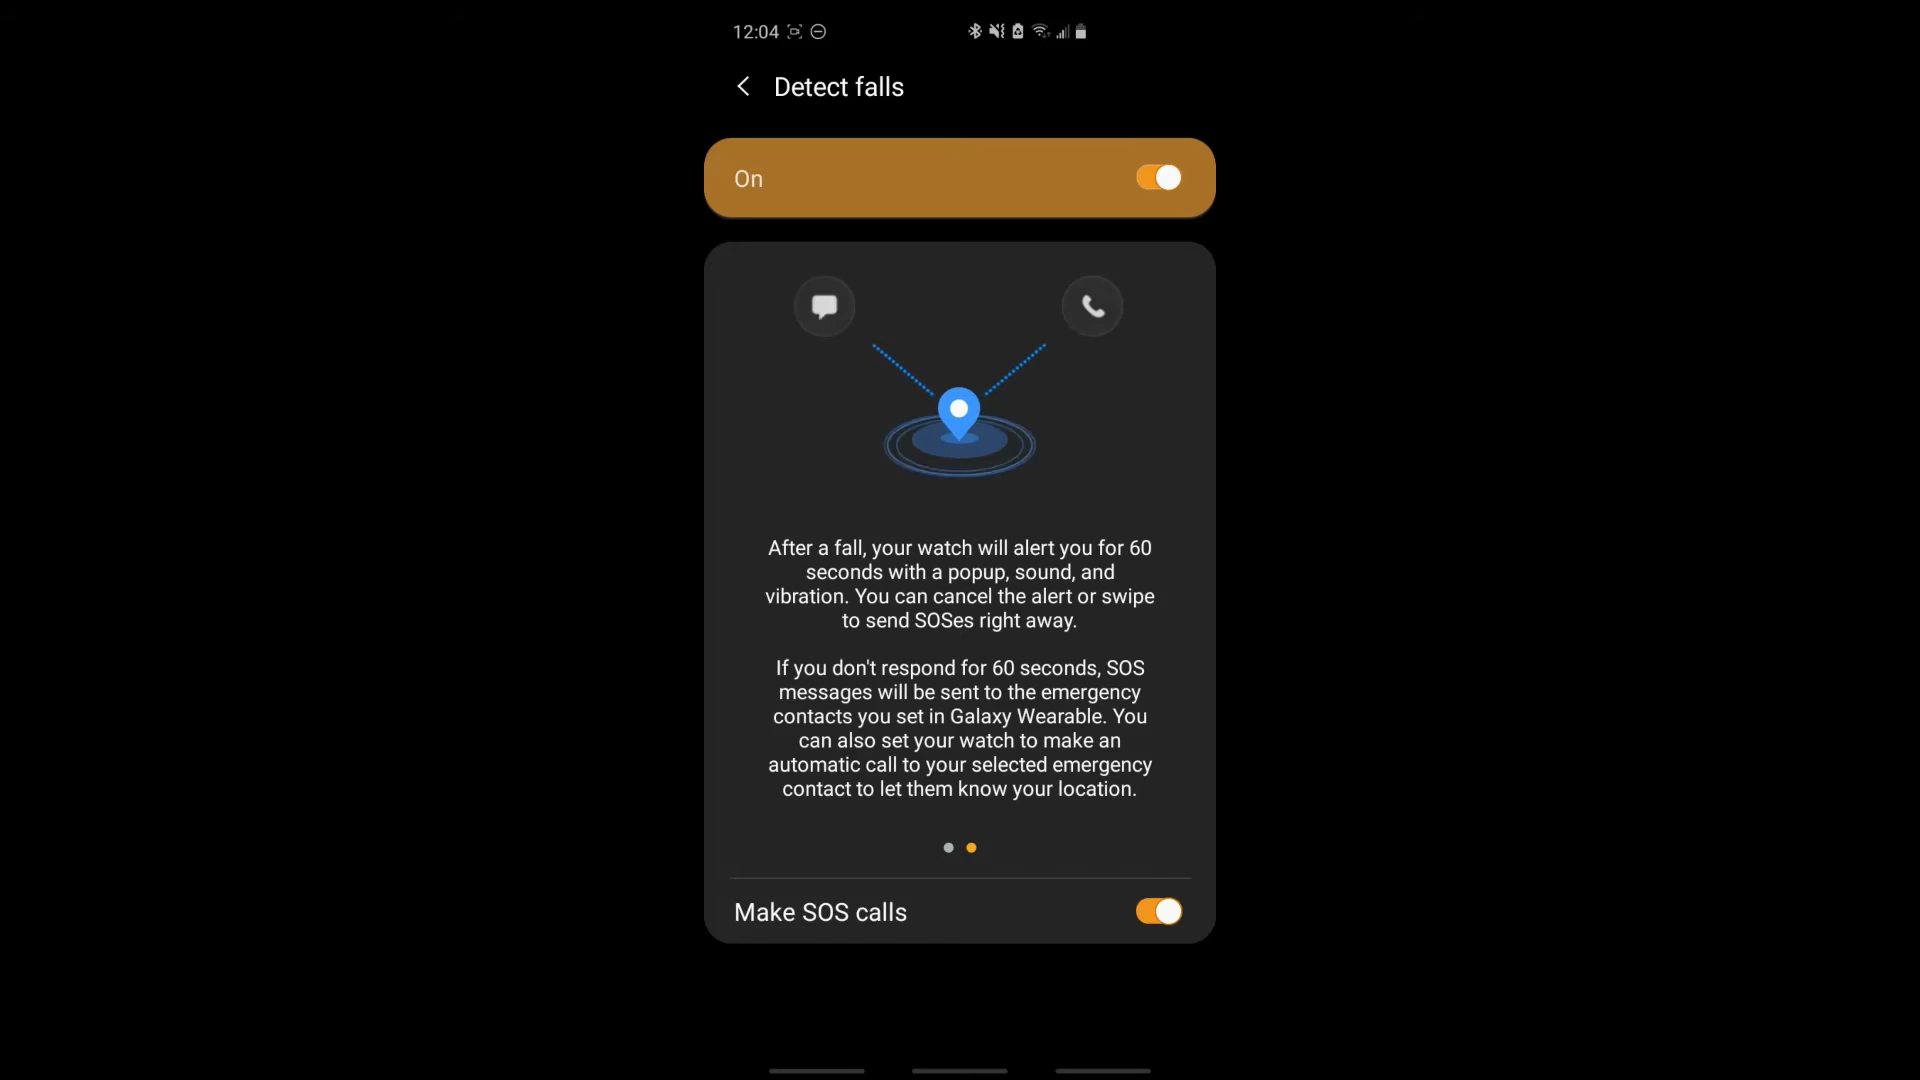 12:04
Detect falls
On
After a fall, your watch will alert you for 60
seconds with a popup, sound, and
vibration. You can cancel the alert or swipe
to send SOSes right away.
If you don't respond for 60 seconds, SOS
messages will be sent to the emergency
contacts you set in Galaxy Wearable. You
can also set your watch to make an
automatic call to your selected emergency
contact to let them know your location.
Make SOS calls